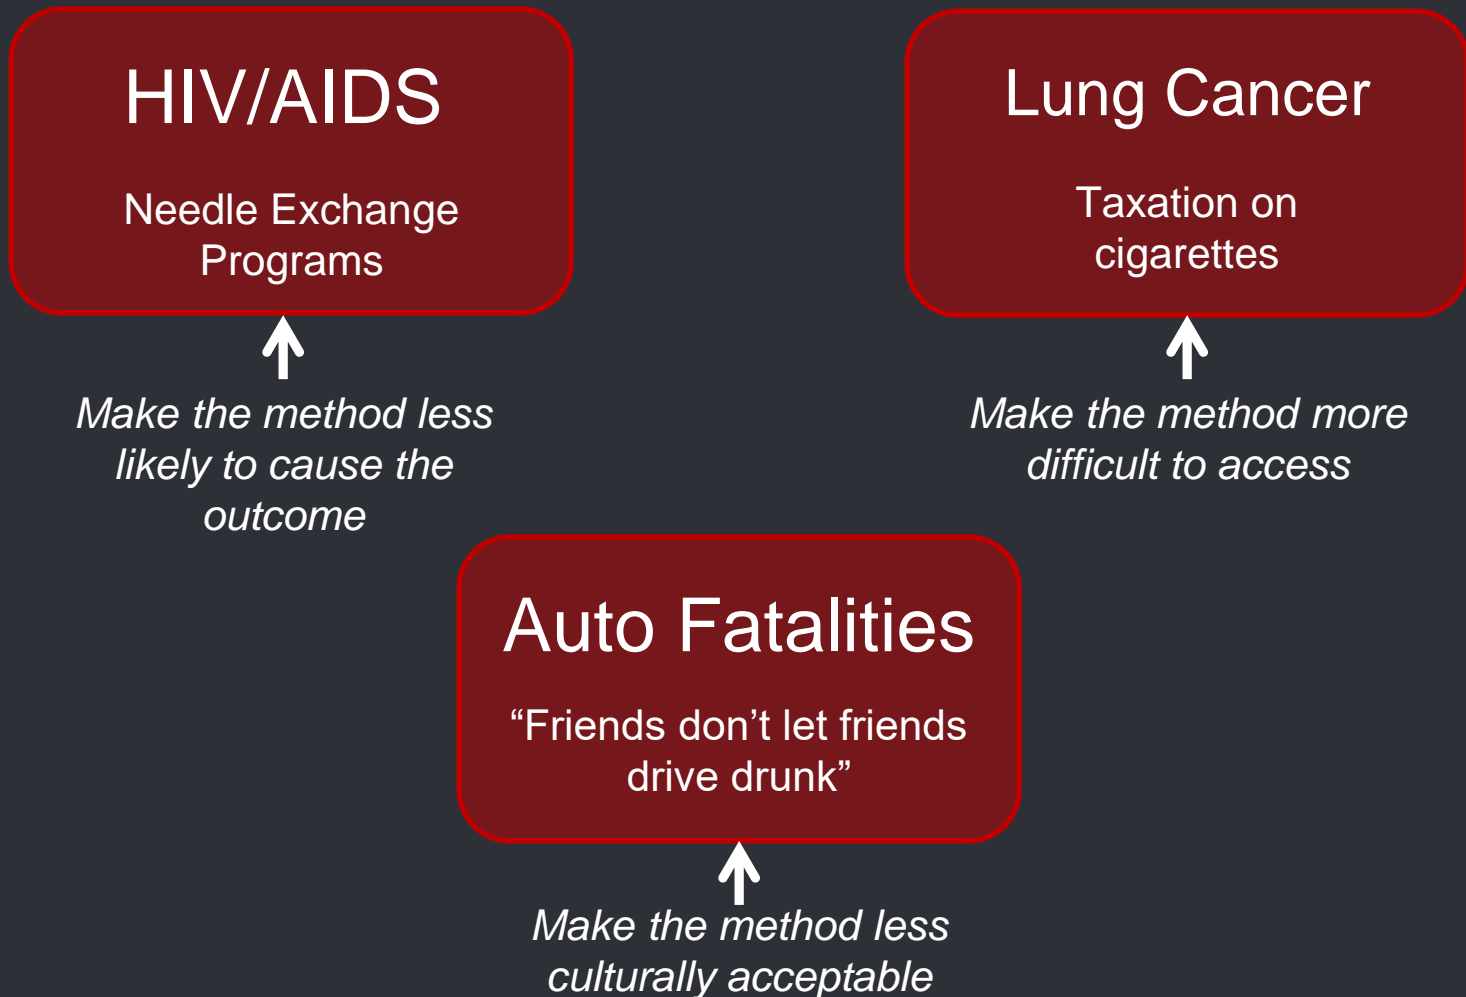 HIV/AIDS
Needle Exchange
Programs
Make the method less
likely to cause the
outcome
Lung Cancer
Taxation on
cigarettes
Make the method more
difficult to access
Auto Fatalities
“Friends don’t let friends
drive drunk”
Make the method less
culturally acceptable